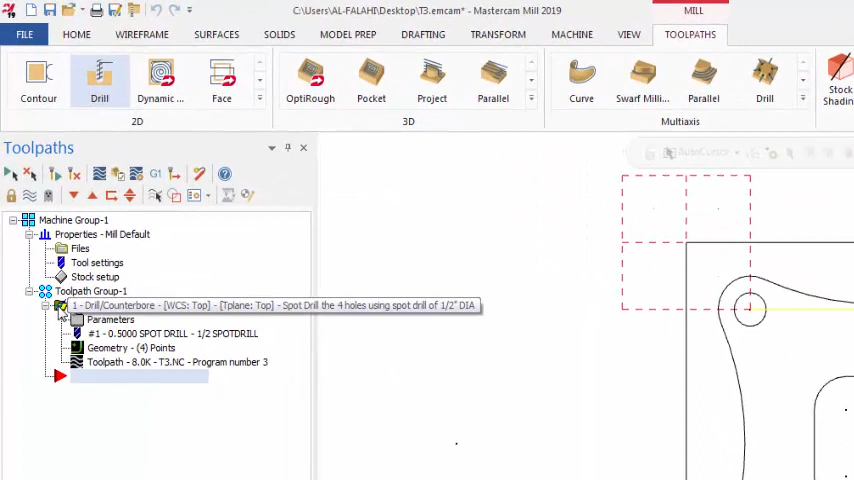 C:\Users\AL-FALAHI\Desktop\T3.emcam* - Mastercam Mill 2019
MILL
19
FILE
HOME
WIREFRAME
SURFACES
SOLIDS
MODEL PREP
DRAFTING
TRANSFORM
MACHINE
VIEW
TOOLPATHS
Contour
Drill
Dynamic ...
Face
OptiRough
Pocket
Project
Parallel
Curve
Swarf Milli...
Parallel
Drill
Stock
Shading
2D
3D
Multiaxis
Toolpaths
AutoCursor
G1
Machine Group-1
Properties - Mill Default
Files
Tool settings
Stock setup
Toolpath Group-1
1 - Drill/Counterbore - [WCS: Top] - [Tplane: Top] - Spot Drill the 4 holes using spot drill of 1/2" DIA
Parameters
#1 - 0.5000 SPOT DRILL - 1/2 SPOTDRILL
Geometry - (4) Points
Toolpath - 8.0K - T3.NC - Program number 3